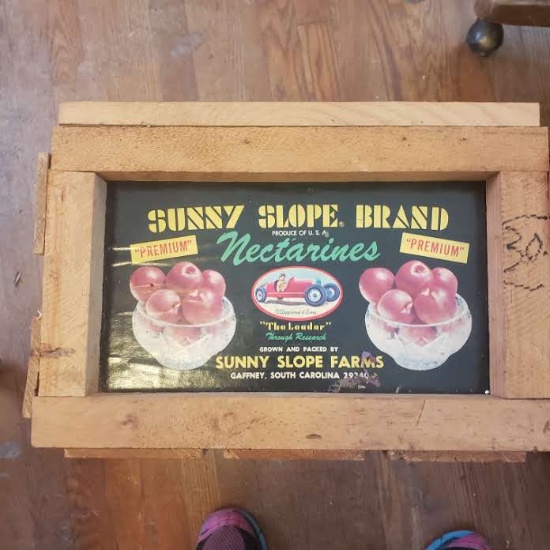 SUNNY SLOPE BRAND
PRODUCE OF U.S.A.
"PREMIUM" Nectarines "PREMIUM"
"The Leader"
Through Research
GROWN AND PACKED BY
SUNNY SLOPE FARMS
GAFFNEY, SOUTH CAROLINA 29340